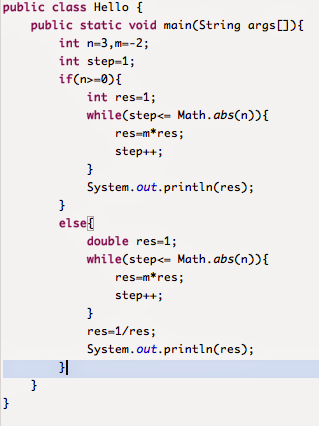 public class Hello {
public static void main(String args[]){
int n=3,m=-2;
int step=1;
if(n>=0){
int res=1;
while(step<= Math.abs(n)){
res=m*res;
step++;
}
System.out.println(res);
}
else{
double res=1;
while(step<= Math.abs(n)){
res=m*res;
step++;
}
res=1/res;
System.out.println(res);
}
}
}